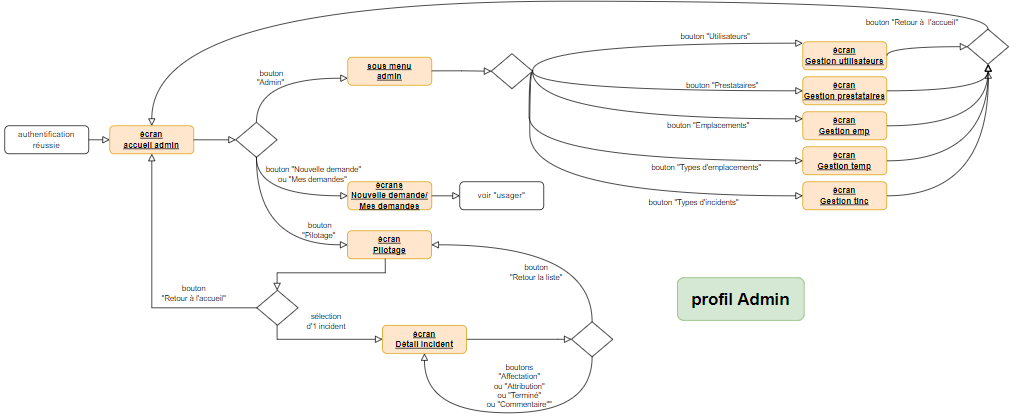 bouton "Retour à l'accueil"
bouton "Utilisateurs"
écran
Gestion utilisateurs
bouton
"Admin"
sous menu
admin
bouton "Prestataires"
écran
Gestion prestataires
bouton "Emplacements"
écran
Gestion emp
authentification
réussie
écran
accueil admin
bouton "Types d'emplacements"
écran
Gestion temp
bouton "Nouvelle demande"
ou "Mes demandes"
écrans
Nouvelle demande/
Mes demandes
voir "usager"
bouton "Types d'incidents"
écran
Gestion tinc
bouton
"Pilotage"
écran
Pilotage
bouton
"Retour la liste"
bouton
"Retour à l'accueil"
profil Admin
sélection
d'1 incident
écran
Détail incident
boutons
"Affectation"
ou "Attribution"
ou "Terminé"
ou "Commentaire""